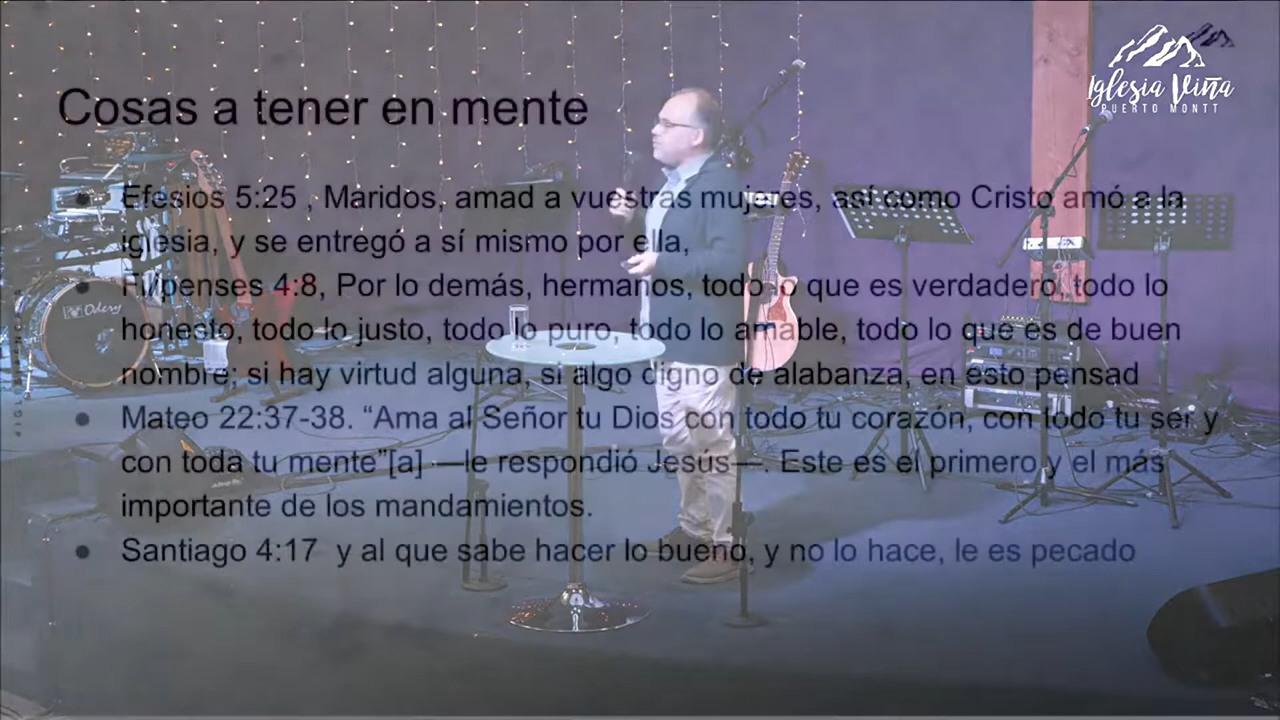 Iglesia Viña
PUERTO MONTT
Cosas a tener en mente
Efesios 5:25 , Maridos, amad a vuestras mujeres, así como Cristo amó a la
iglesia, y se entregó a sí mismo por ella,
Filipenses 4:8, Por lo demás, hermanos, todo lo que es verdadero, todo lo
honesto, todo lo justo, todo lo puro, todo lo amable, todo lo que es de buen
nombre; si hay virtud alguna, si algo digno de alabanza, en esto pensad
Mateo 22:37-38. “Ama al Señor tu Dios con todo tu corazón, con todo tu ser y
con toda tu mente”[a] —le respondió Jesús—. Este es el primero y el más
importante de los mandamientos.
Santiago 4:17 y al que sabe hacer lo bueno, y no lo hace, le es pecado
Odery